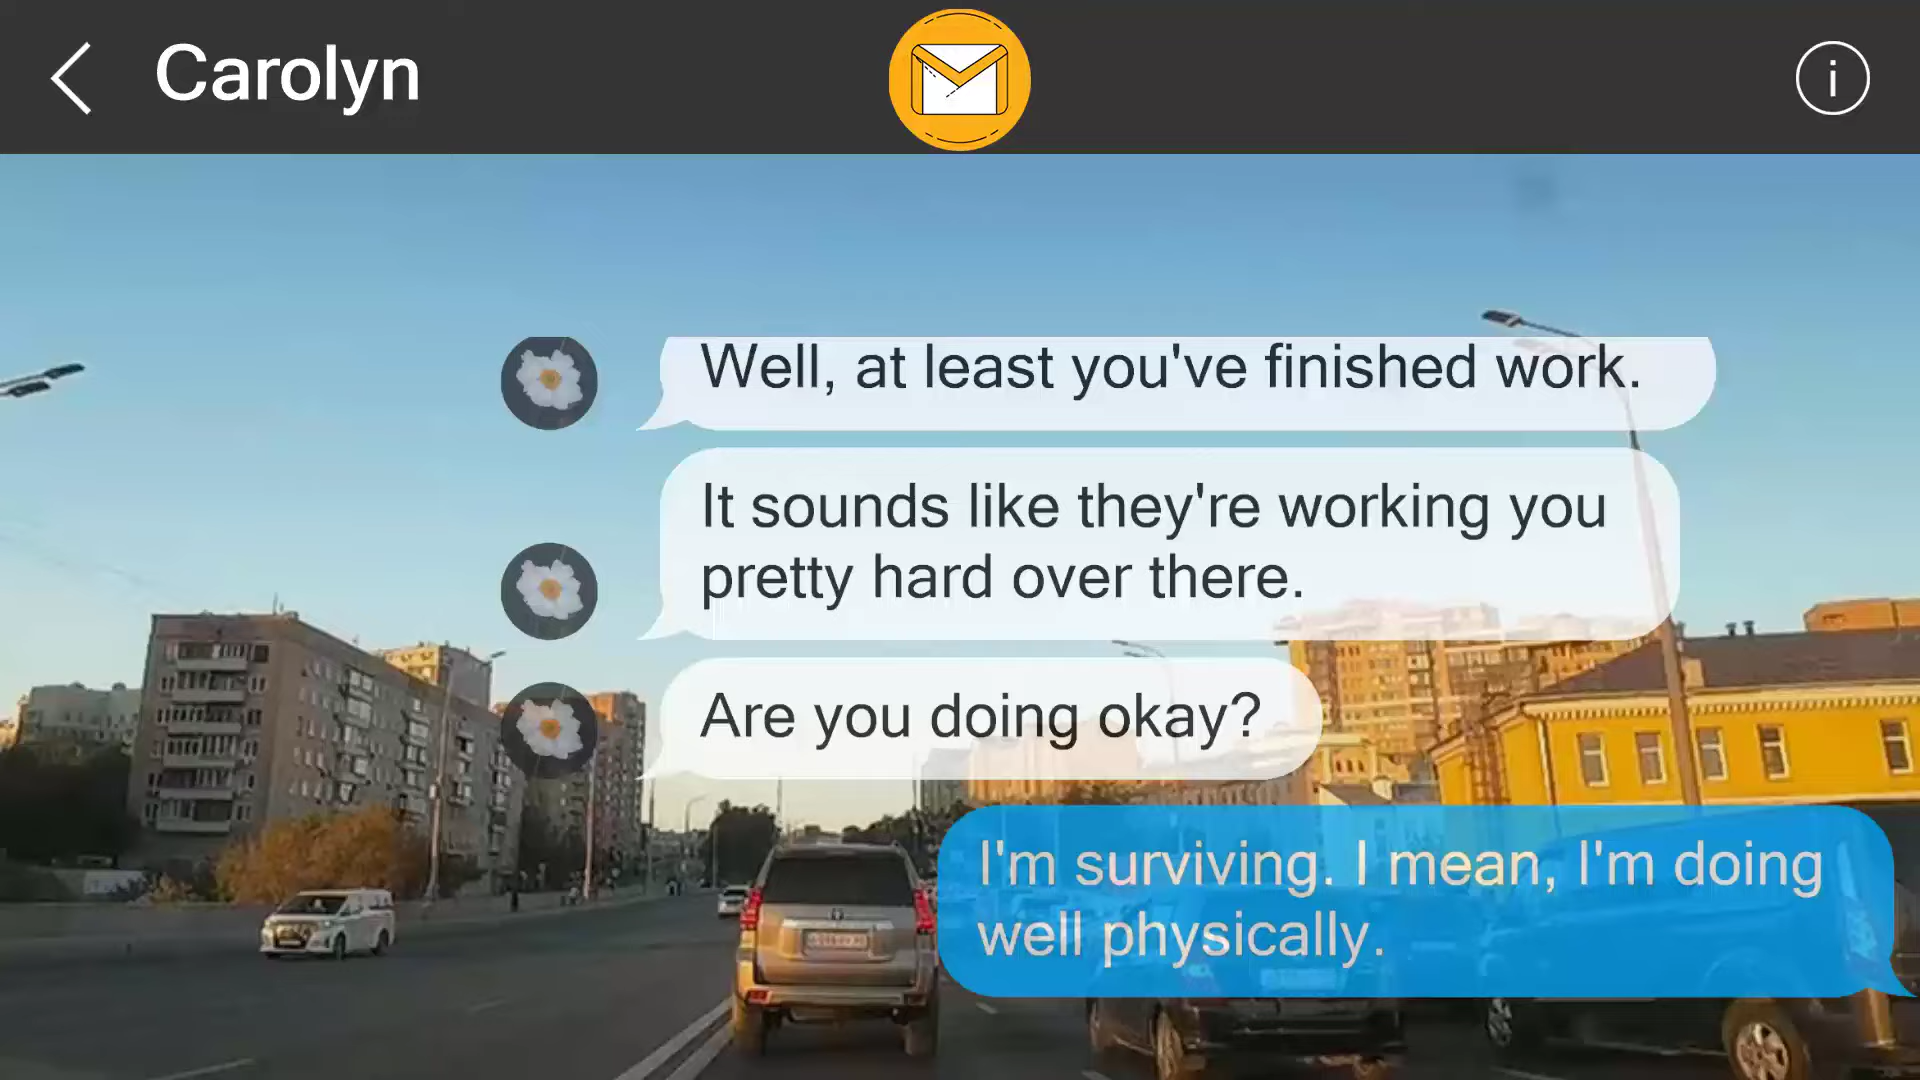 Carolyn
Well, at least you've finished work.
It sounds like they're working you
pretty hard over there.
Are you doing okay?
I'm surviving. I mean, I'm doing
well physically.